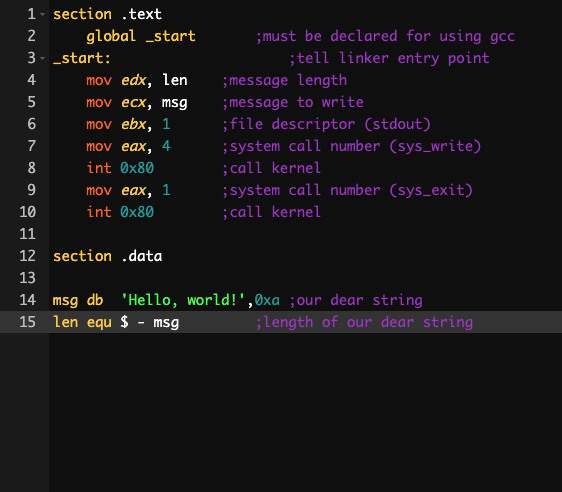 1 section .text
2     global _start       ;must be declared for using gcc
3 _start:                     ;tell linker entry point
4     mov edx, len    ;message length
5     mov ecx, msg    ;message to write
6     mov ebx, 1      ;file descriptor (stdout)
7     mov eax, 4      ;system call number (sys_write)
8     int 0x80        ;call kernel
9     mov eax, 1      ;system call number (sys_exit)
10     int 0x80        ;call kernel
11
12 section .data
13
14 msg db  'Hello, world!',0xa ;our dear string
15 len equ $ - msg         ;length of our dear string